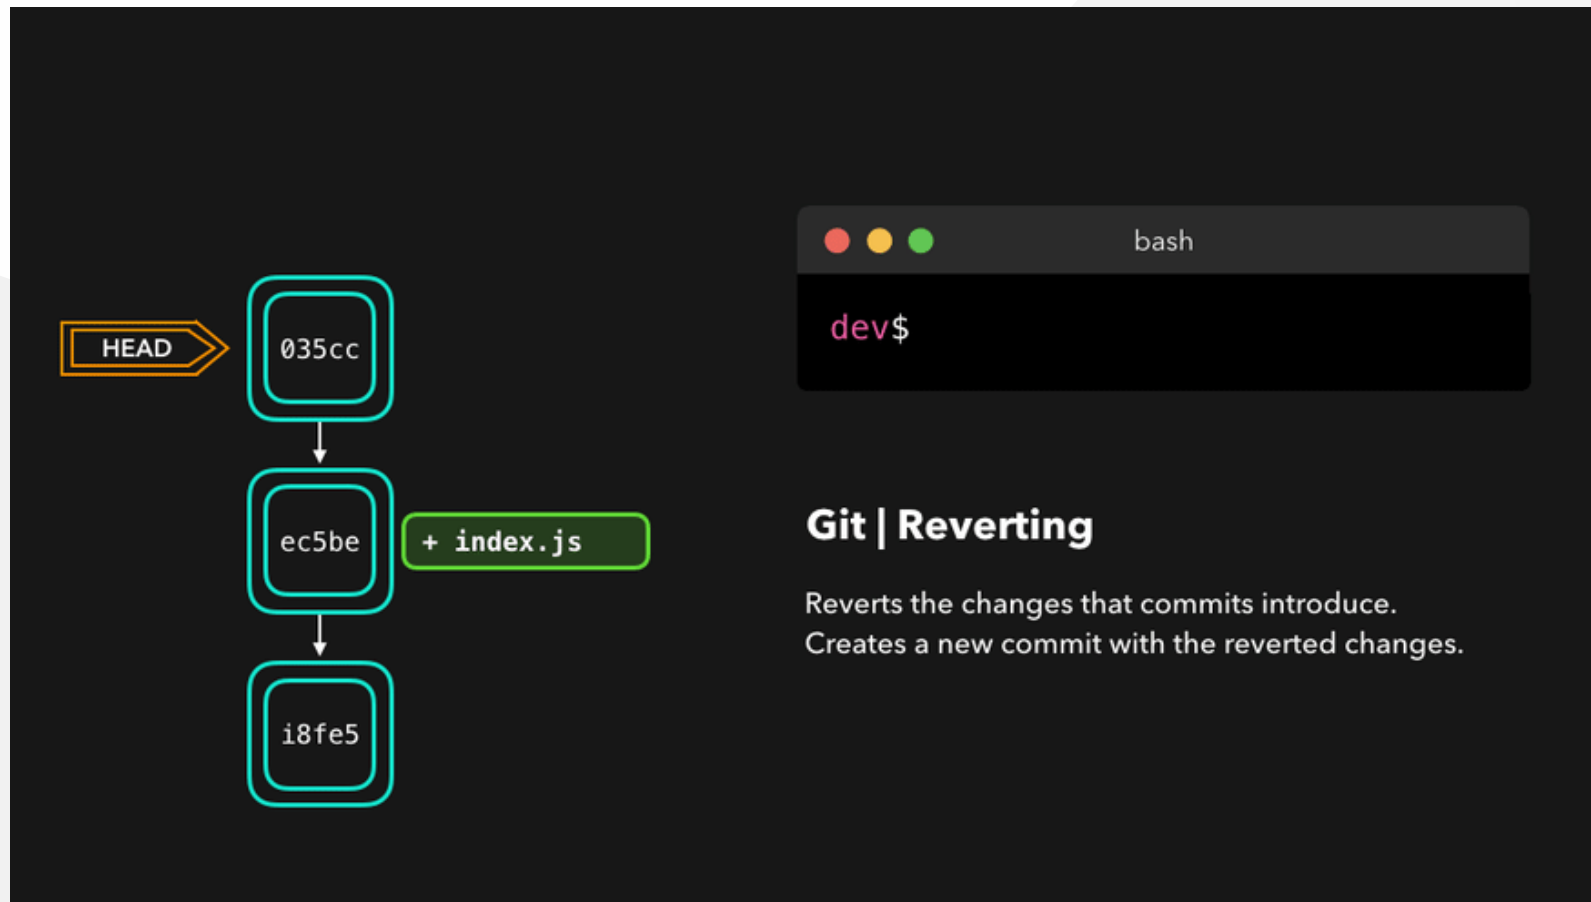 HEAD
035cc
ec5be
+ index.js
i8fe5
bash
dev$
Git | Reverting
Reverts the changes that commits introduce.
Creates a new commit with the reverted changes.